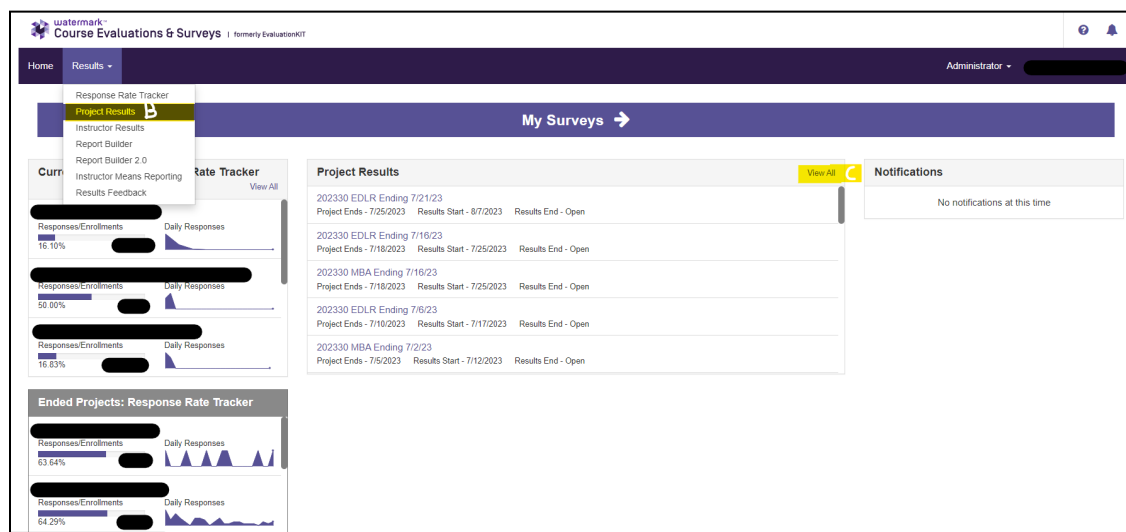 watermark™
Course Evaluations & Surveys | formerly EvaluationKIT
Home Results Administrator
Response Rate Tracker
Project Results B
Instructor Results
Report Builder
Report Builder 2.0
Instructor Means Reporting
Results Feedback
My Surveys →
Curr Rate Tracker
View All
Responses/Enrollments Daily Responses
16.10%
Responses/Enrollments Daily Responses
50.00%
Responses/Enrollments Daily Responses
16.83%
Ended Projects: Response Rate Tracker
Responses/Enrollments Daily Responses
63.64%
Responses/Enrollments Daily Responses
64.29%
Project Results View All C
202330 EDLR Ending 7/21/23
Project Ends - 7/25/2023 Results Start - 8/7/2023 Results End - Open
202330 EDLR Ending 7/16/23
Project Ends - 7/18/2023 Results Start - 7/25/2023 Results End - Open
202330 MBA Ending 7/16/23
Project Ends - 7/18/2023 Results Start - 7/25/2023 Results End - Open
202330 EDLR Ending 7/6/23
Project Ends - 7/10/2023 Results Start - 7/17/2023 Results End - Open
202330 MBA Ending 7/2/23
Project Ends - 7/5/2023 Results Start - 7/12/2023 Results End - Open
Notifications
No notifications at this time